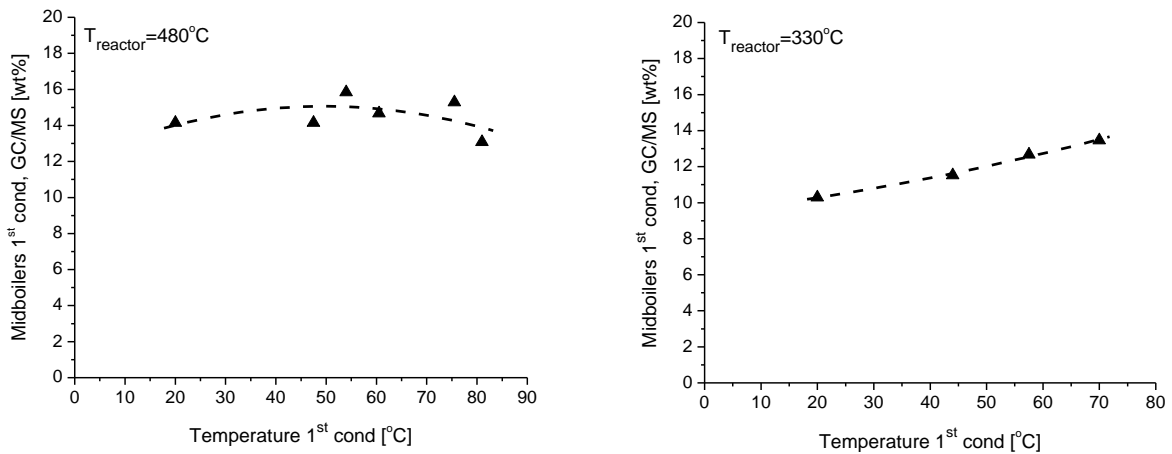 T_reactor=480°C
Midboilers 1st cond, GC/MS [wt%]
20
18
16
14
12
10
8
6
4
2
0
0 10 20 30 40 50 60 70 80 90
Temperature 1st cond [°C]
T_reactor=330°C
Midboilers 1st cond, GC/MS [wt%]
20
18
16
14
12
10
8
6
4
2
0
0 10 20 30 40 50 60 70 80
Temperature 1st cond [°C]